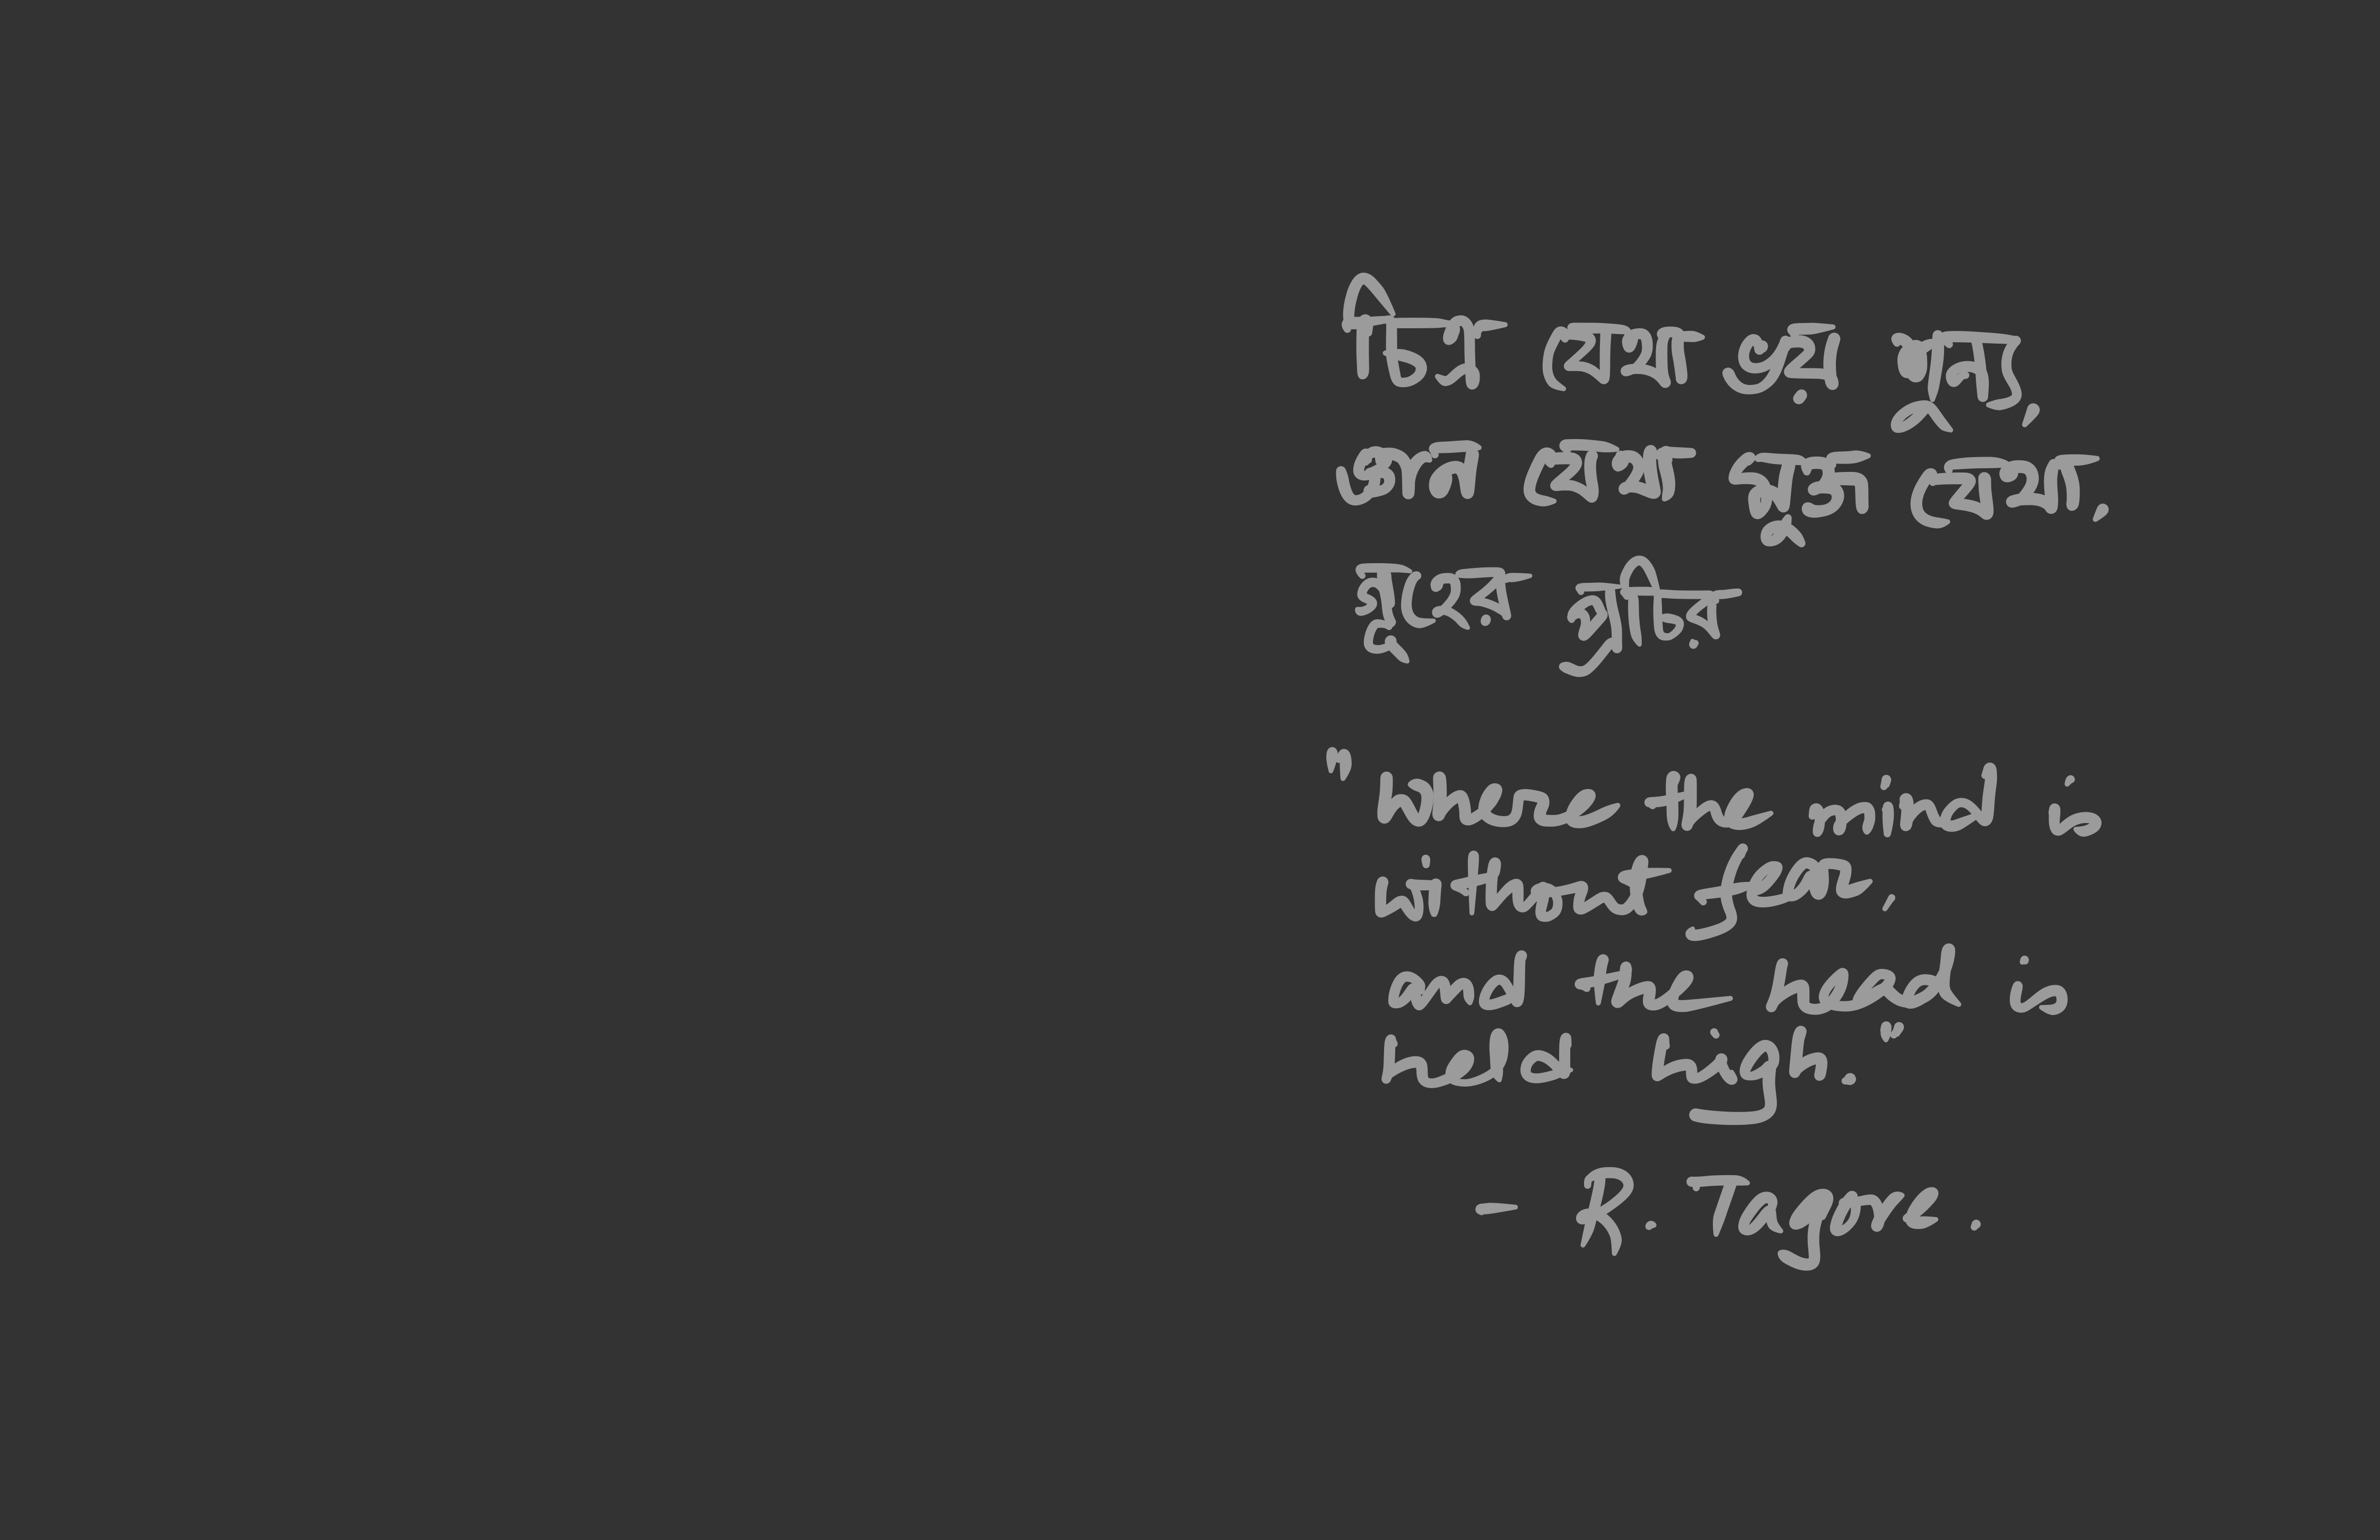 চিত্ত যেথা ভয় শূন্য,
জ্ঞান যেথা মুক্ত যেথা,
গৃহের প্রাচির
"Where the mind is
without fear,
and the head is
held high."
- R. Tagore.